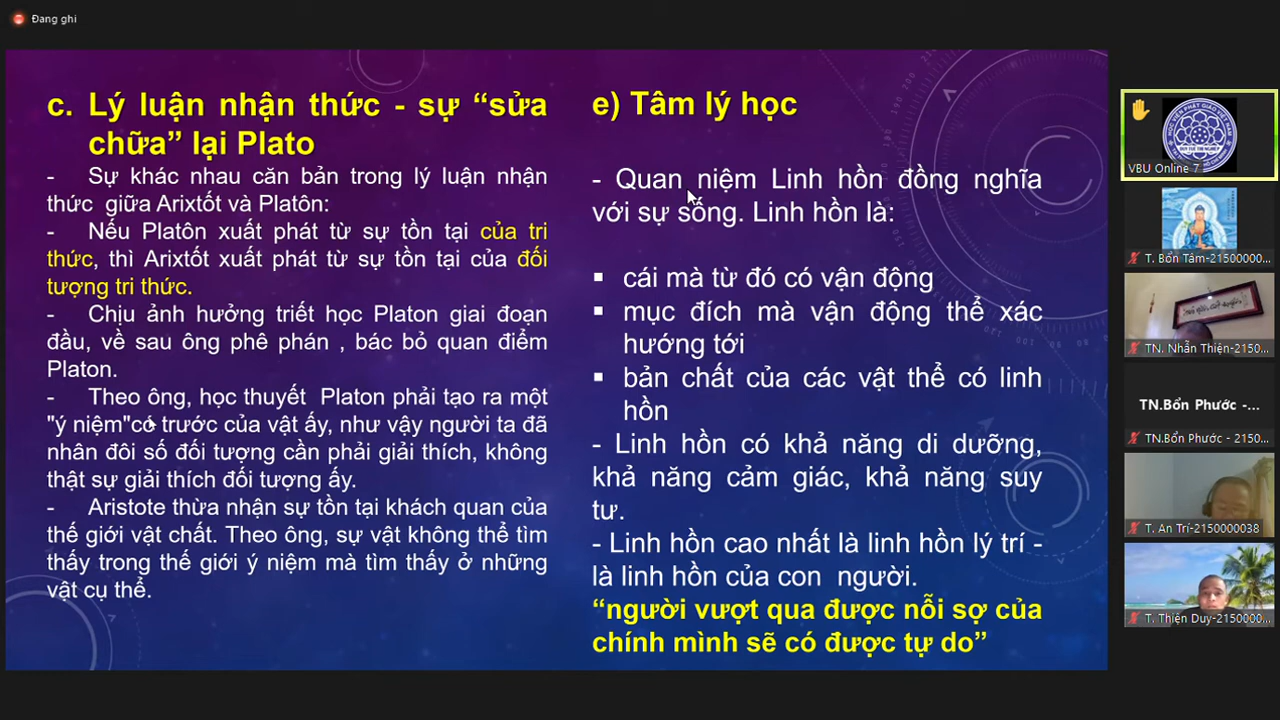 Đang ghi
c. Lý luận nhận thức - sự “sửa
chữa” lại Plato
- Sự khác nhau căn bản trong lý luận nhận
thức giữa Arixtốt và Platôn:
- Nếu Platôn xuất phát từ sự tồn tại của tri
thức, thì Arixtốt xuất phát từ sự tồn tại của đối
tượng tri thức.
- Chịu ảnh hưởng triết học Platon giai đoạn
đầu, về sau ông phê phán , bác bỏ quan điểm
Platon.
- Theo ông, học thuyết Platon phải tạo ra một
"ý niệm"có trước của vật ấy, như vậy người ta đã
nhân đôi số đối tượng cần phải giải thích, không
thật sự giải thích đối tượng ấy.
- Aristote thừa nhận sự tồn tại khách quan của
thế giới vật chất. Theo ông, sự vật không thể tìm
thấy trong thế giới ý niệm mà tìm thấy ở những
vật cụ thể.
e) Tâm lý học
- Quan niệm Linh hồn đồng nghĩa
với sự sống. Linh hồn là:
▪ cái mà từ đó có vận động
▪ mục đích mà vận động thể xác
hướng tới
▪ bản chất của các vật thể có linh
hồn
- Linh hồn có khả năng di dưỡng,
khả năng cảm giác, khả năng suy
tư.
- Linh hồn cao nhất là linh hồn lý trí -
là linh hồn của con người.
“người vượt qua được nỗi sợ của
chính mình sẽ có được tự do”
VBU Online 7
T. Bổn Tâm-21500000...
TN. Nhẫn Thiện-2150...
TN.Bổn Phước -...
TN.Bổn Phước - 2150...
T. An Trí-2150000038
T. Thiện Duy-2150000...